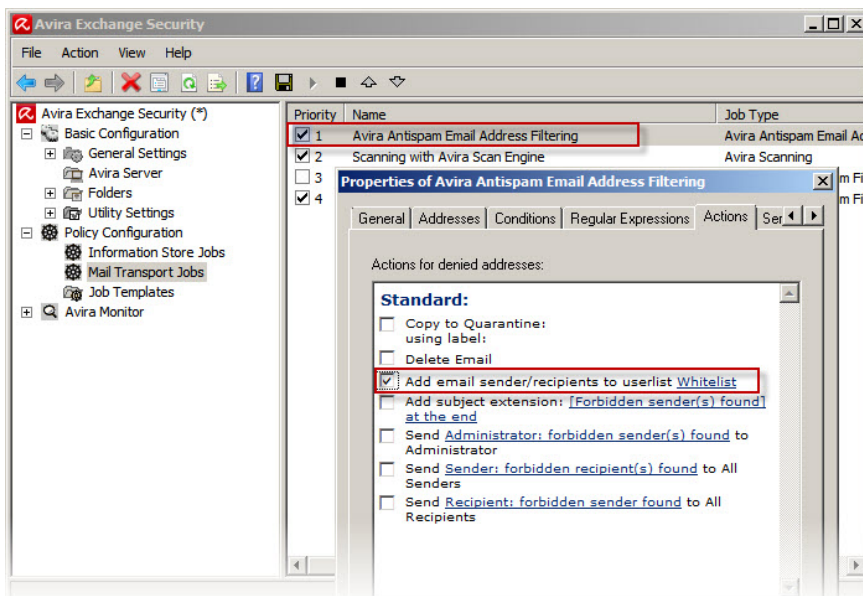 Avira Exchange Security
File Action View Help
Avira Exchange Security (*)
Basic Configuration
General Settings
Avira Server
Folders
Utility Settings
Policy Configuration
Information Store Jobs
Mail Transport Jobs
Job Templates
Avira Monitor
Priority Name Job Type
1 Avira Antispam Email Address Filtering Avira Antispam Email Ad
2 Scanning with Avira Scan Engine Avira Scanning
3 m Fi
4 m Fi
Properties of Avira Antispam Email Address Filtering
General Addresses Conditions Regular Expressions Actions Ser
Actions for denied addresses:
Standard:
Copy to Quarantine:
using label:
Delete Email
Add email sender/recipients to userlist Whitelist
Add subject extension: [Forbidden sender(s) found]
at the end
Send Administrator: forbidden sender(s) found to
Administrator
Send Sender: forbidden recipient(s) found to All
Senders
Send Recipient: forbidden sender found to All
Recipients